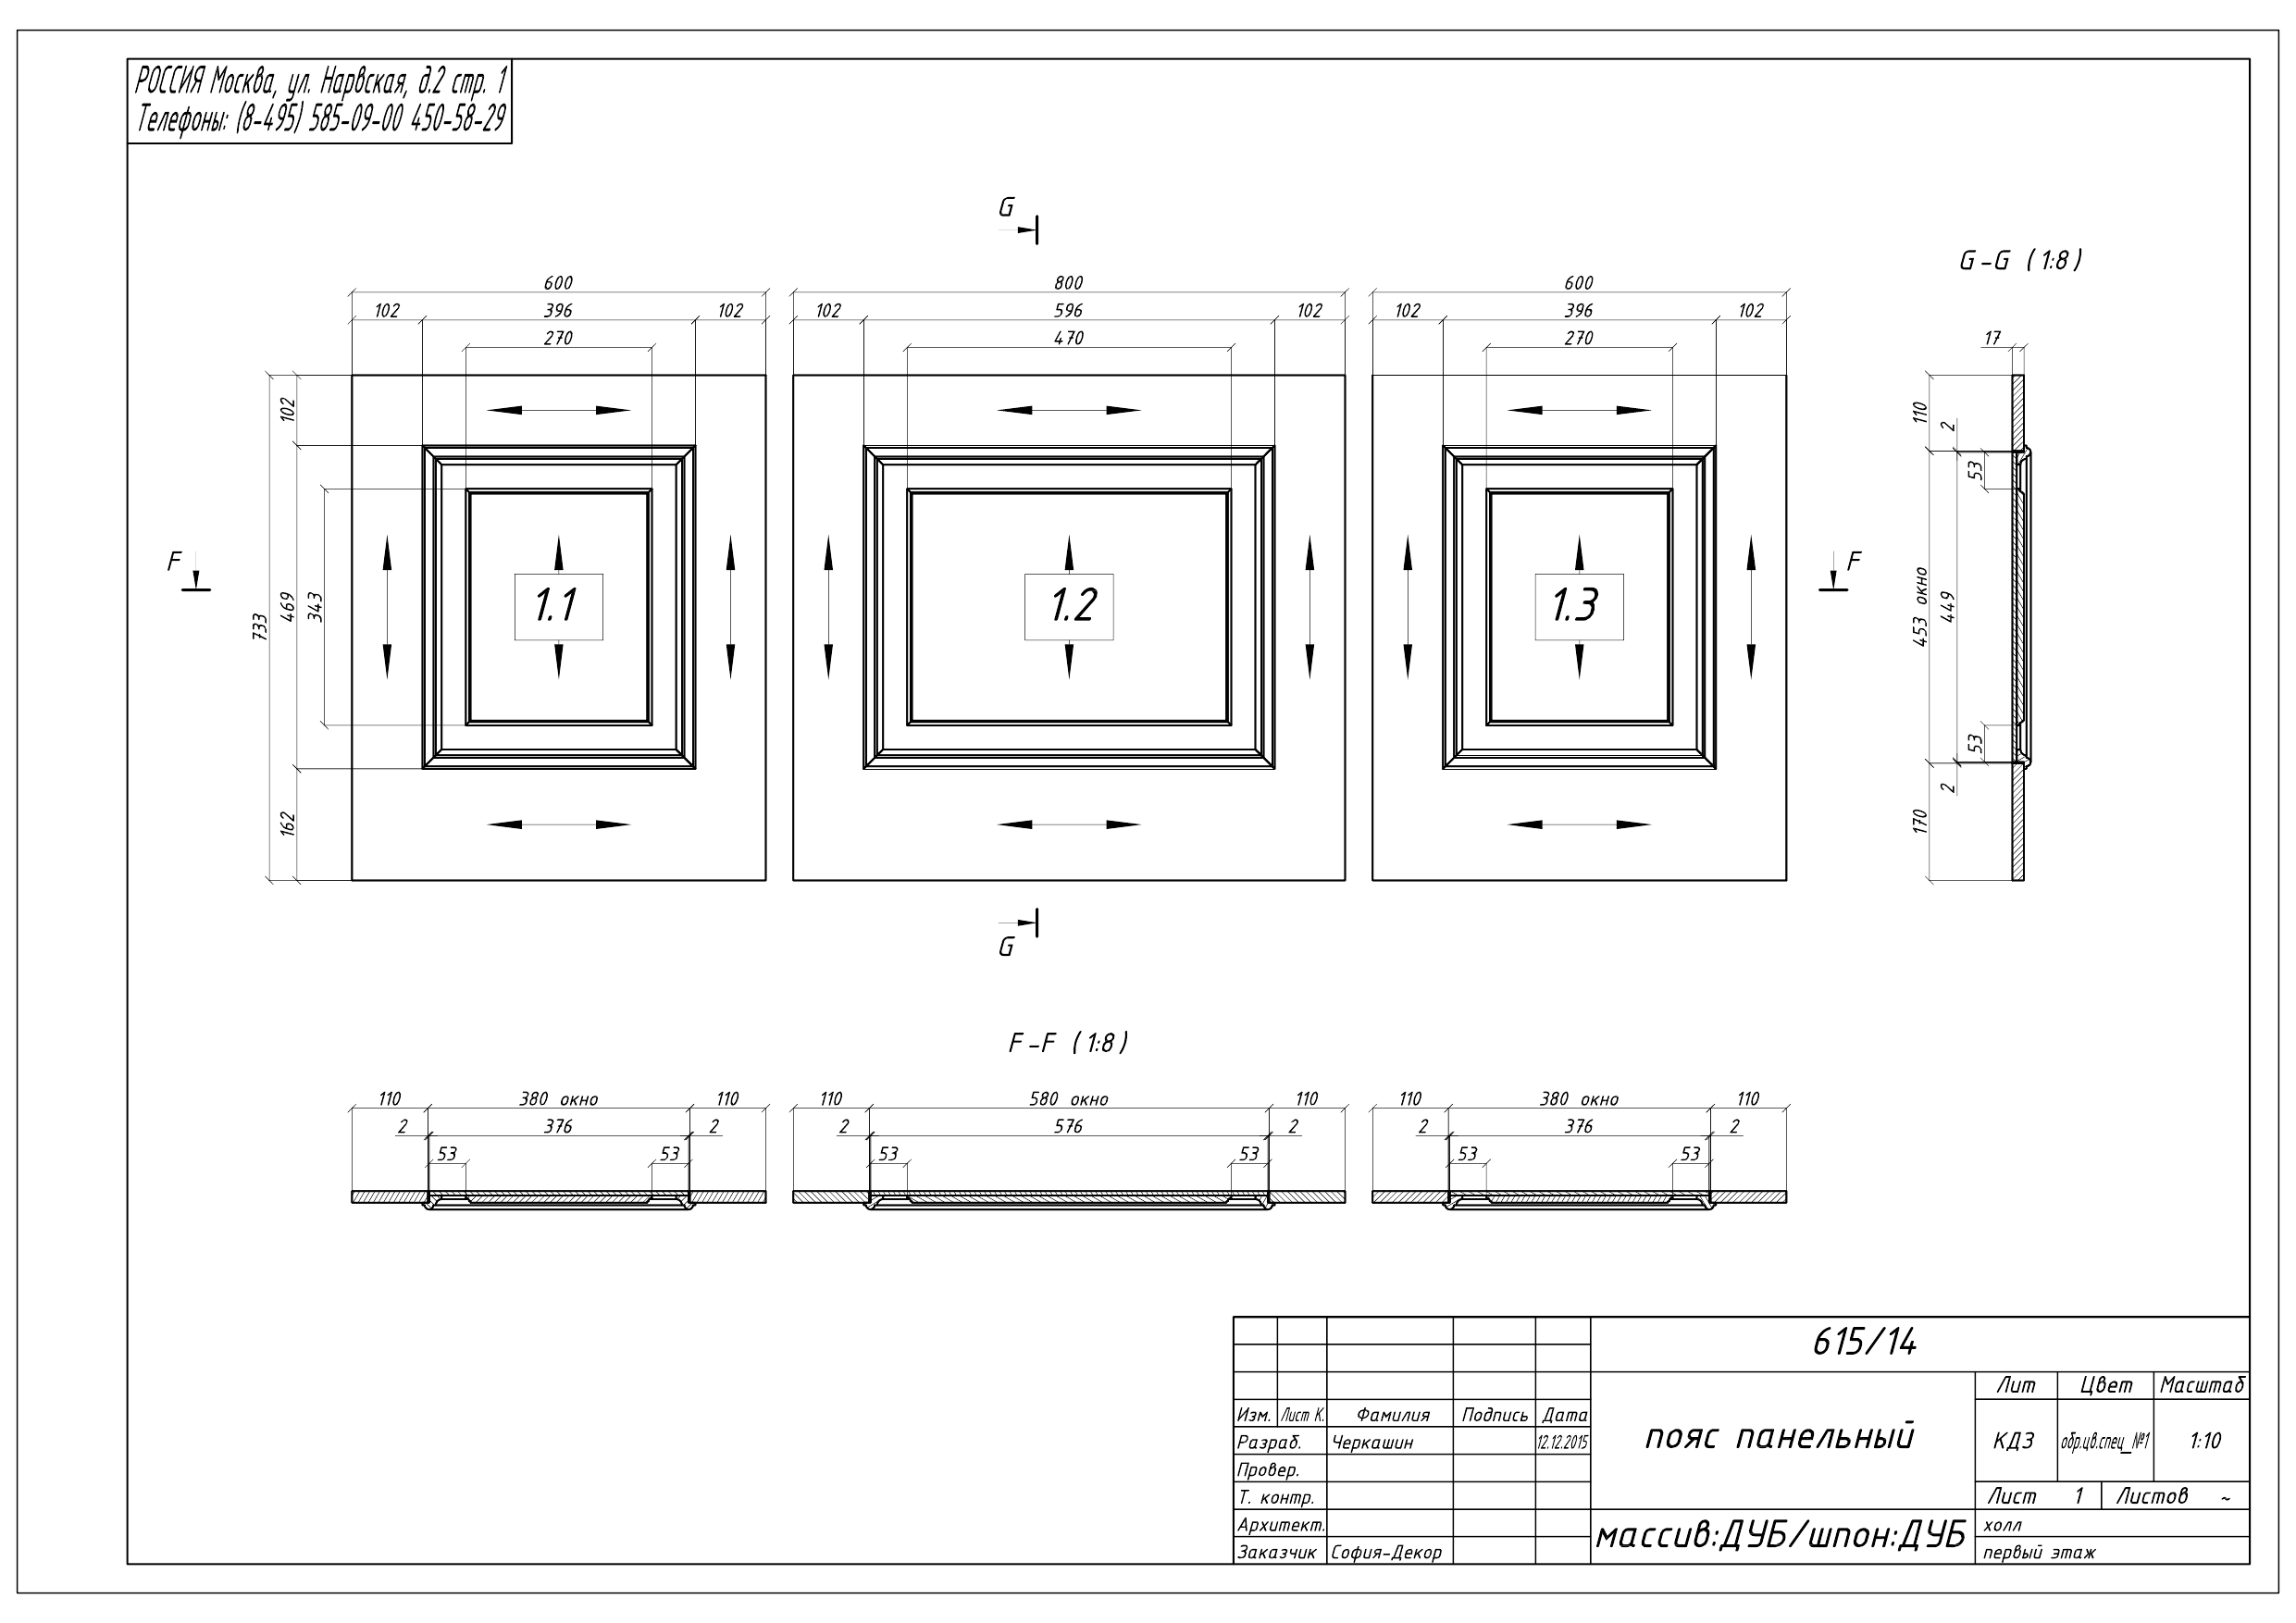 РОССИЯ Москва, ул. Нарвская, д.2 стр. 1
Телефоны: (8-495) 585-09-00 450-58-29
G
G-G (1:8)
600 800 600
102 396 102 102 596 102 102 396 102
270 470 270
17
102
110
2
53
F F
1.1 1.2 1.3
733
469
343
453 окно
449
53
2
162
170
G
F-F (1:8)
110 380 окно 110 110 580 окно 110 110 380 окно 110
2 376 2 2 576 2 2 376 2
53 53 53 53 53 53
615/14
Лит Цвет Масштаб
Изм. Лист К. Фамилия Подпись Дата
Разраб. Черкашин 12.12.2015
пояс панельный
КДЗ обр.цв.спец_№1 1:10
Провер.
Т. контр.
Лист 1 Листов ~
Архитект.
массив:ДУБ/шпон:ДУБ
холл
Заказчик София-Декор
первый этаж